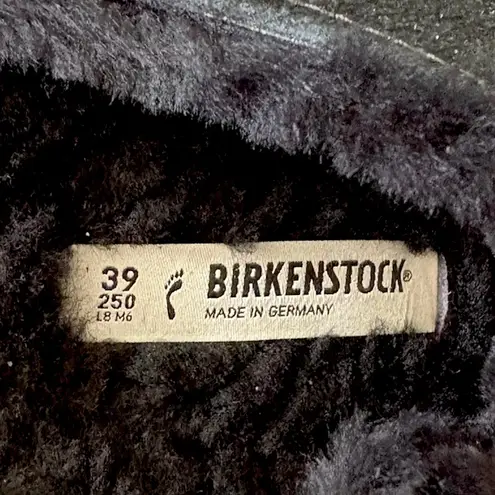 39
250
L8 M6
BIRKENSTOCK®
MADE IN GERMANY